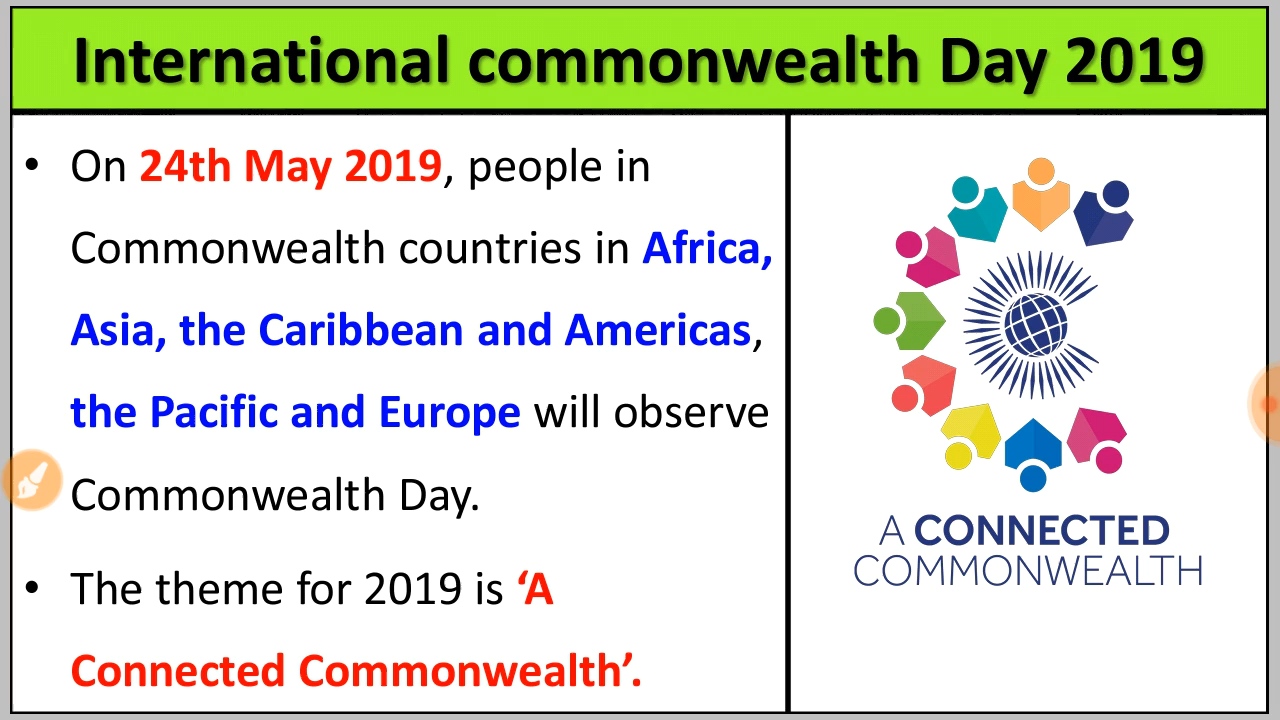 International commonwealth Day 2019
• On 24th May 2019, people in
Commonwealth countries in Africa,
Asia, the Caribbean and Americas,
the Pacific and Europe will observe
Commonwealth Day.
• The theme for 2019 is ‘A
Connected Commonwealth’.
A CONNECTED
COMMONWEALTH